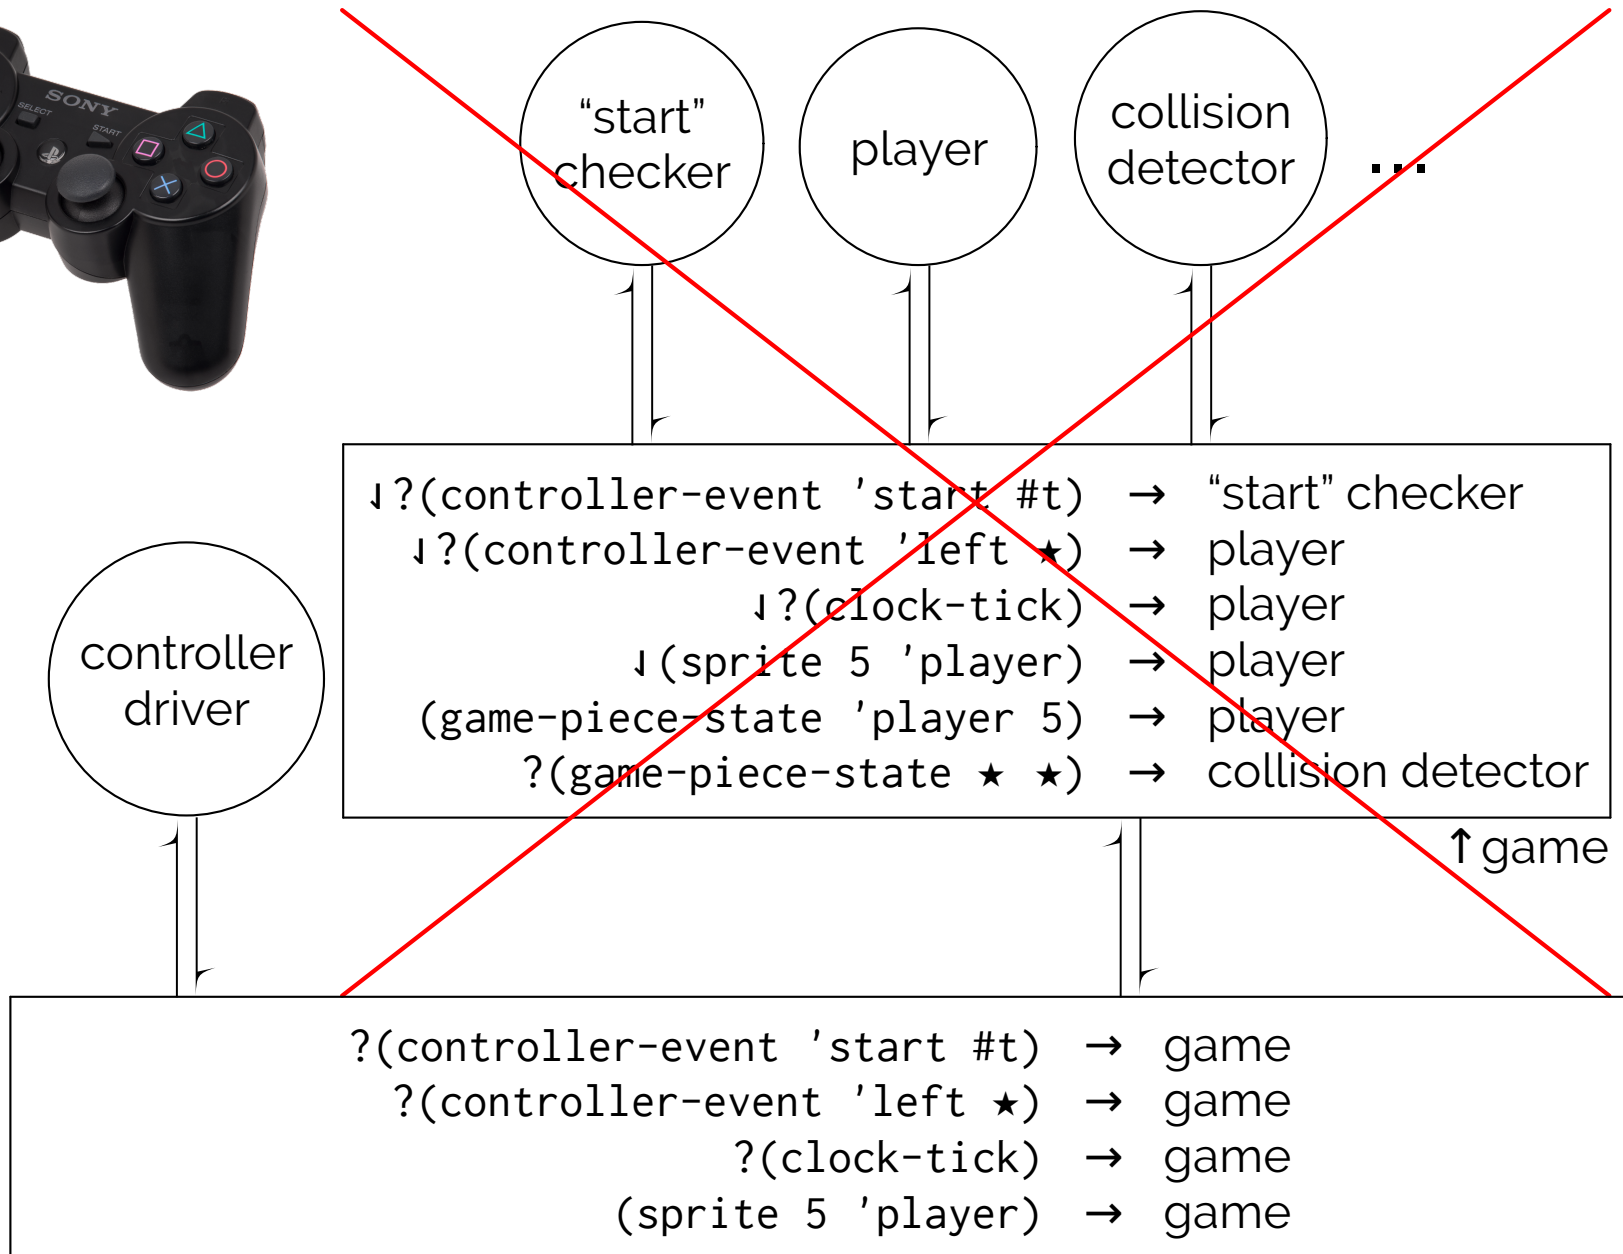 SONY
SELECT
START
“start”
checker
player
collision
detector
...
⇃?(controller-event 'start #t) → “start” checker
⇃?(controller-event 'left ★) → player
⇃?(clock-tick) → player
⇃(sprite 5 'player) → player
(game-piece-state 'player 5) → player
?(game-piece-state ★ ★) → collision detector
↑game
controller
driver
?(controller-event 'start #t) → game
?(controller-event 'left ★) → game
?(clock-tick) → game
(sprite 5 'player) → game